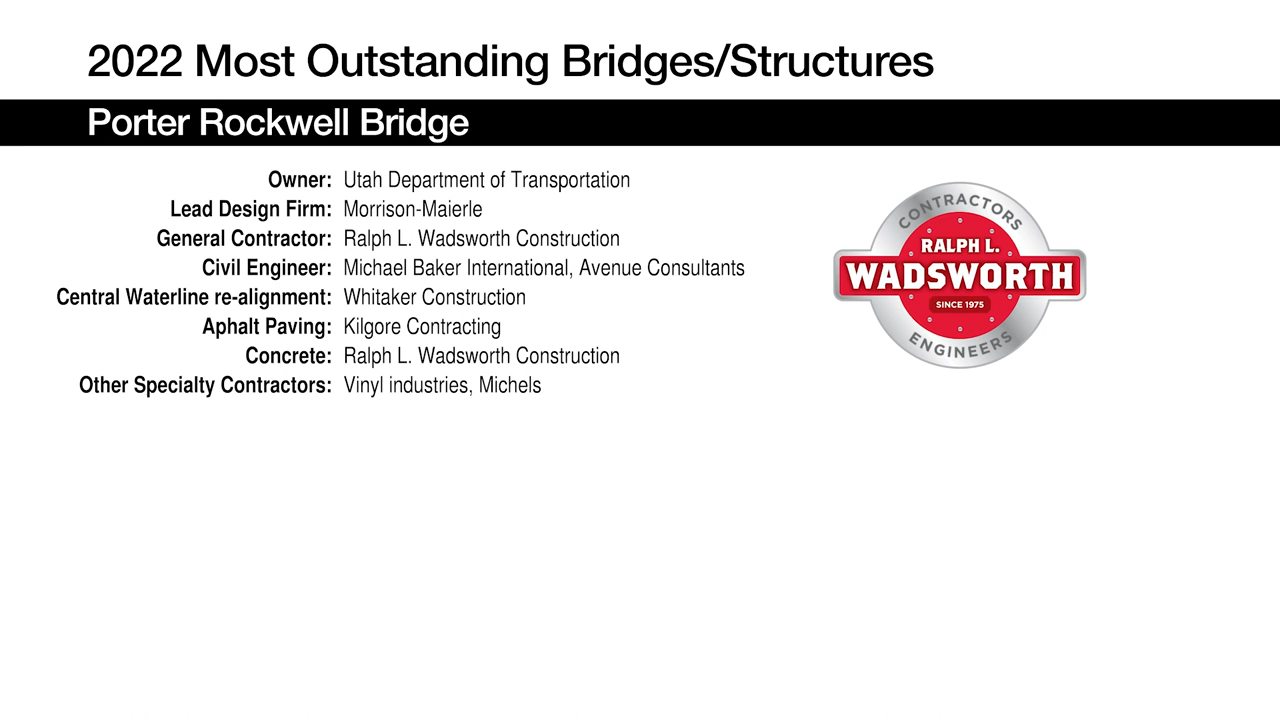 2022 Most Outstanding Bridges/Structures
Porter Rockwell Bridge
Owner: Utah Department of Transportation
Lead Design Firm: Morrison-Maierle
General Contractor: Ralph L. Wadsworth Construction
Civil Engineer: Michael Baker International, Avenue Consultants
Central Waterline re-alignment: Whitaker Construction
Aphalt Paving: Kilgore Contracting
Concrete: Ralph L. Wadsworth Construction
Other Specialty Contractors: Vinyl industries, Michels
CONTRACTORS
RALPH L.
WADSWORTH
SINCE 1975
ENGINEERS